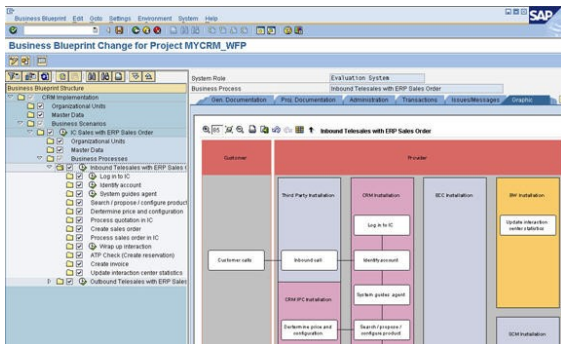 Business Blueprint Edit Goto Settings Environment System Help
SAP
Business Blueprint Change for Project MYCRM_WFP
System Role Evaluation System
Business Process Inbound Telesales with ERP Sales Order
Gen. Documentation Proj. Documentation Administration Transactions Issues/Messages Graphic
Business Blueprint Structure
CRM Implementation
Organizational Units
Master Data
Business Scenarios
IC Sales with ERP Sales Order
Organizational Units
Master Data
Business Processes
Inbound Telesales with ERP Sales
Log in to IC
Identify account
System guides agent
Search / propose / configure product
Dertermine price and configuration
Process quotation in IC
Create sales order
Process sales order in IC
Wrap up interaction
ATP Check (Create reservation)
Create invoice
Update interaction center statistics
Outbound Telesales with ERP Sales
85
Inbound Telesales with ERP Sales Order
Customer
Provider
Third Party Installation
CRM Installation
ECC Installation
BW Installation
Log in to IC
Update interaction
center statistics
Customer calls
Inbound call
Identify account
CRM IPC Installation
System guides agent
Dertermine price and
configuration
Search / propose /
configure product
SCM Installation